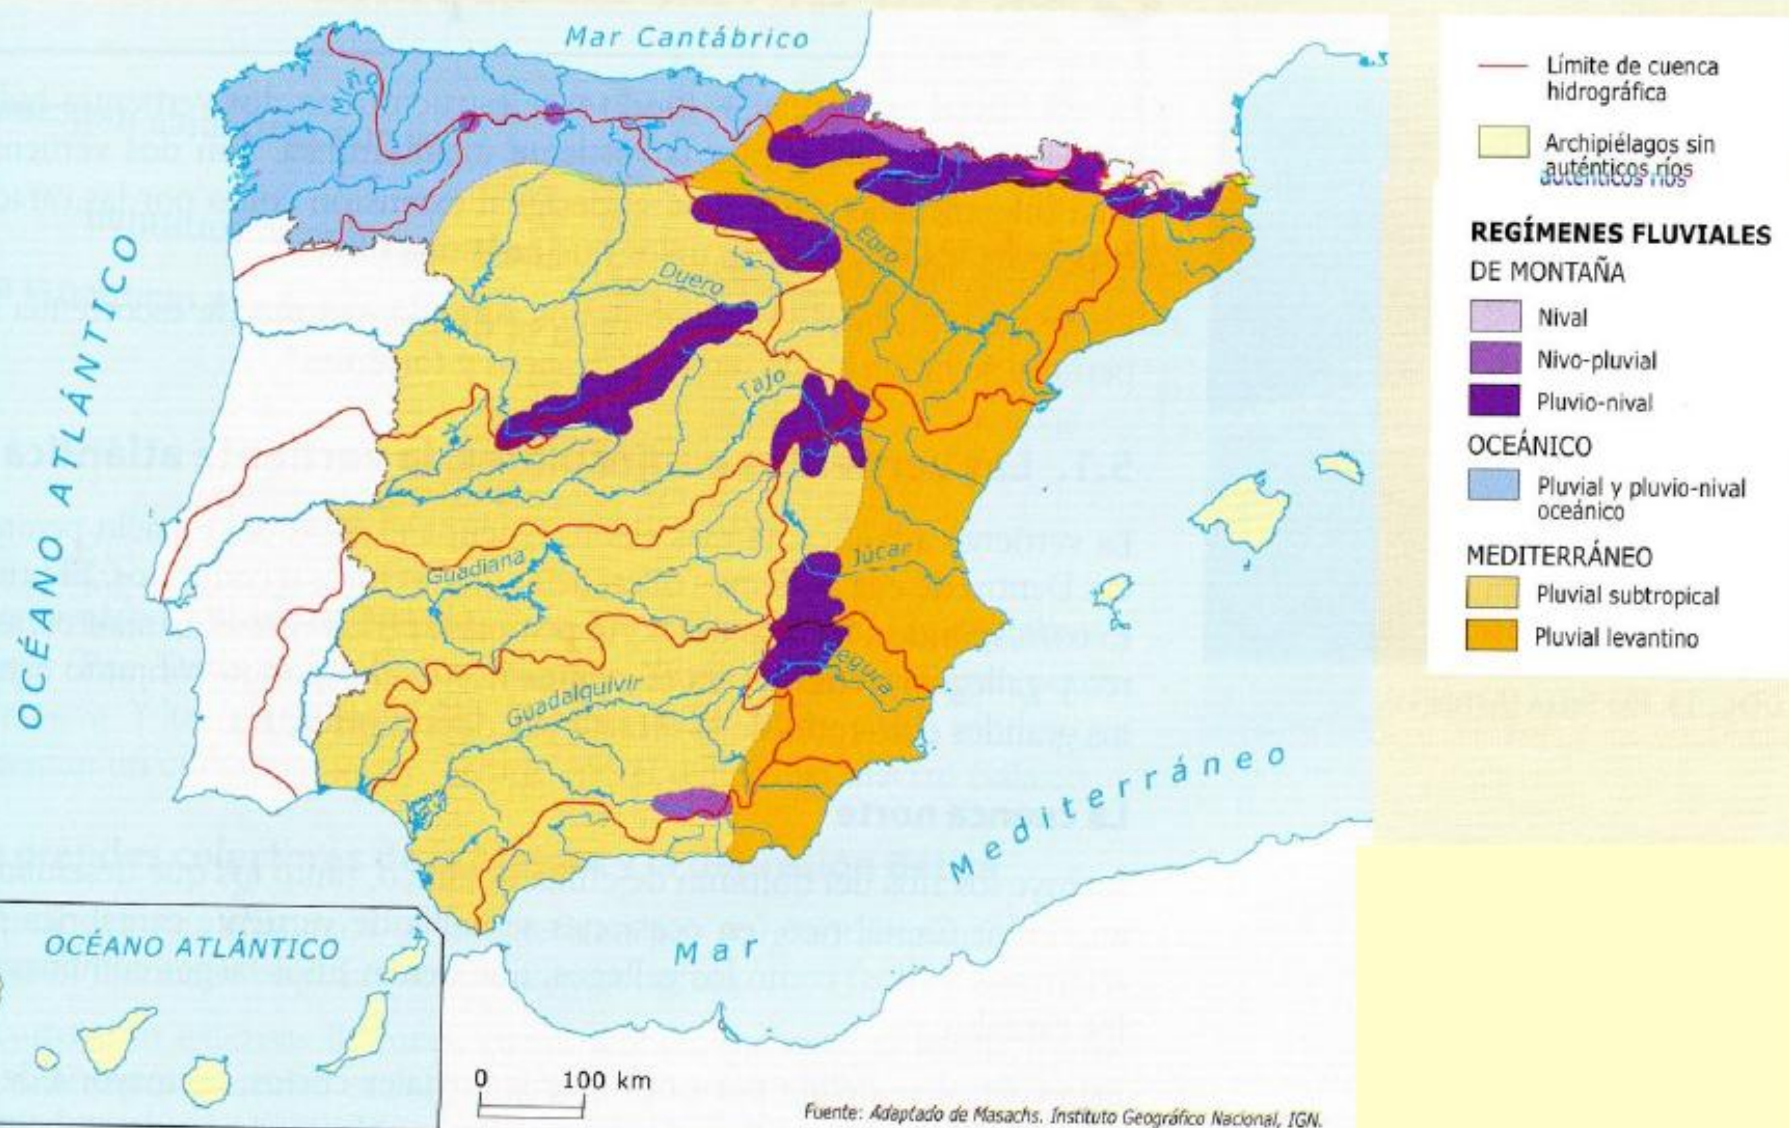 Mar Cantábrico
OCÉANO ATLÁNTICO
Duero
Ebro
Tajo
Guadiana
Júcar
Segura
Guadalquivir
Mar Mediterráneo
OCÉANO ATLÁNTICO
0 100 km
Fuente: Adaptado de Masachs. Instituto Geográfico Nacional, IGN.
Límite de cuenca
hidrográfica
Archipiélagos sin
auténticos ríos
REGÍMENES FLUVIALES
DE MONTAÑA
Nival
Nivo-pluvial
Pluvio-nival
OCEÁNICO
Pluvial y pluvio-nival
oceánico
MEDITERRÁNEO
Pluvial subtropical
Pluvial levantino